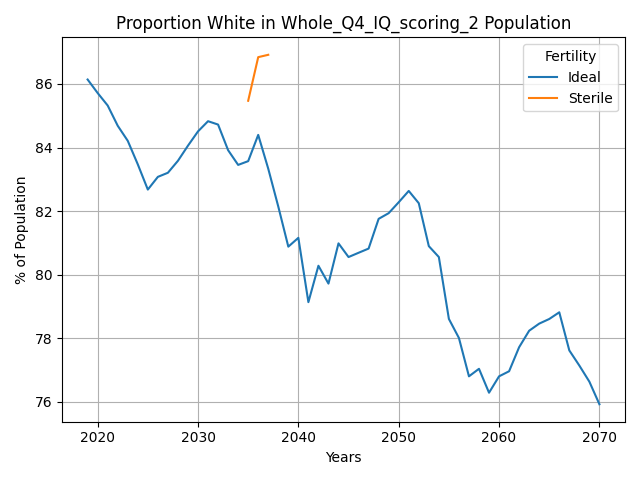 Proportion White in Whole_Q4_IQ_scoring_2 Population
Fertility
Ideal
Sterile
% of Population
86
84
82
80
78
76
2020
2030
2040
2050
2060
2070
Years